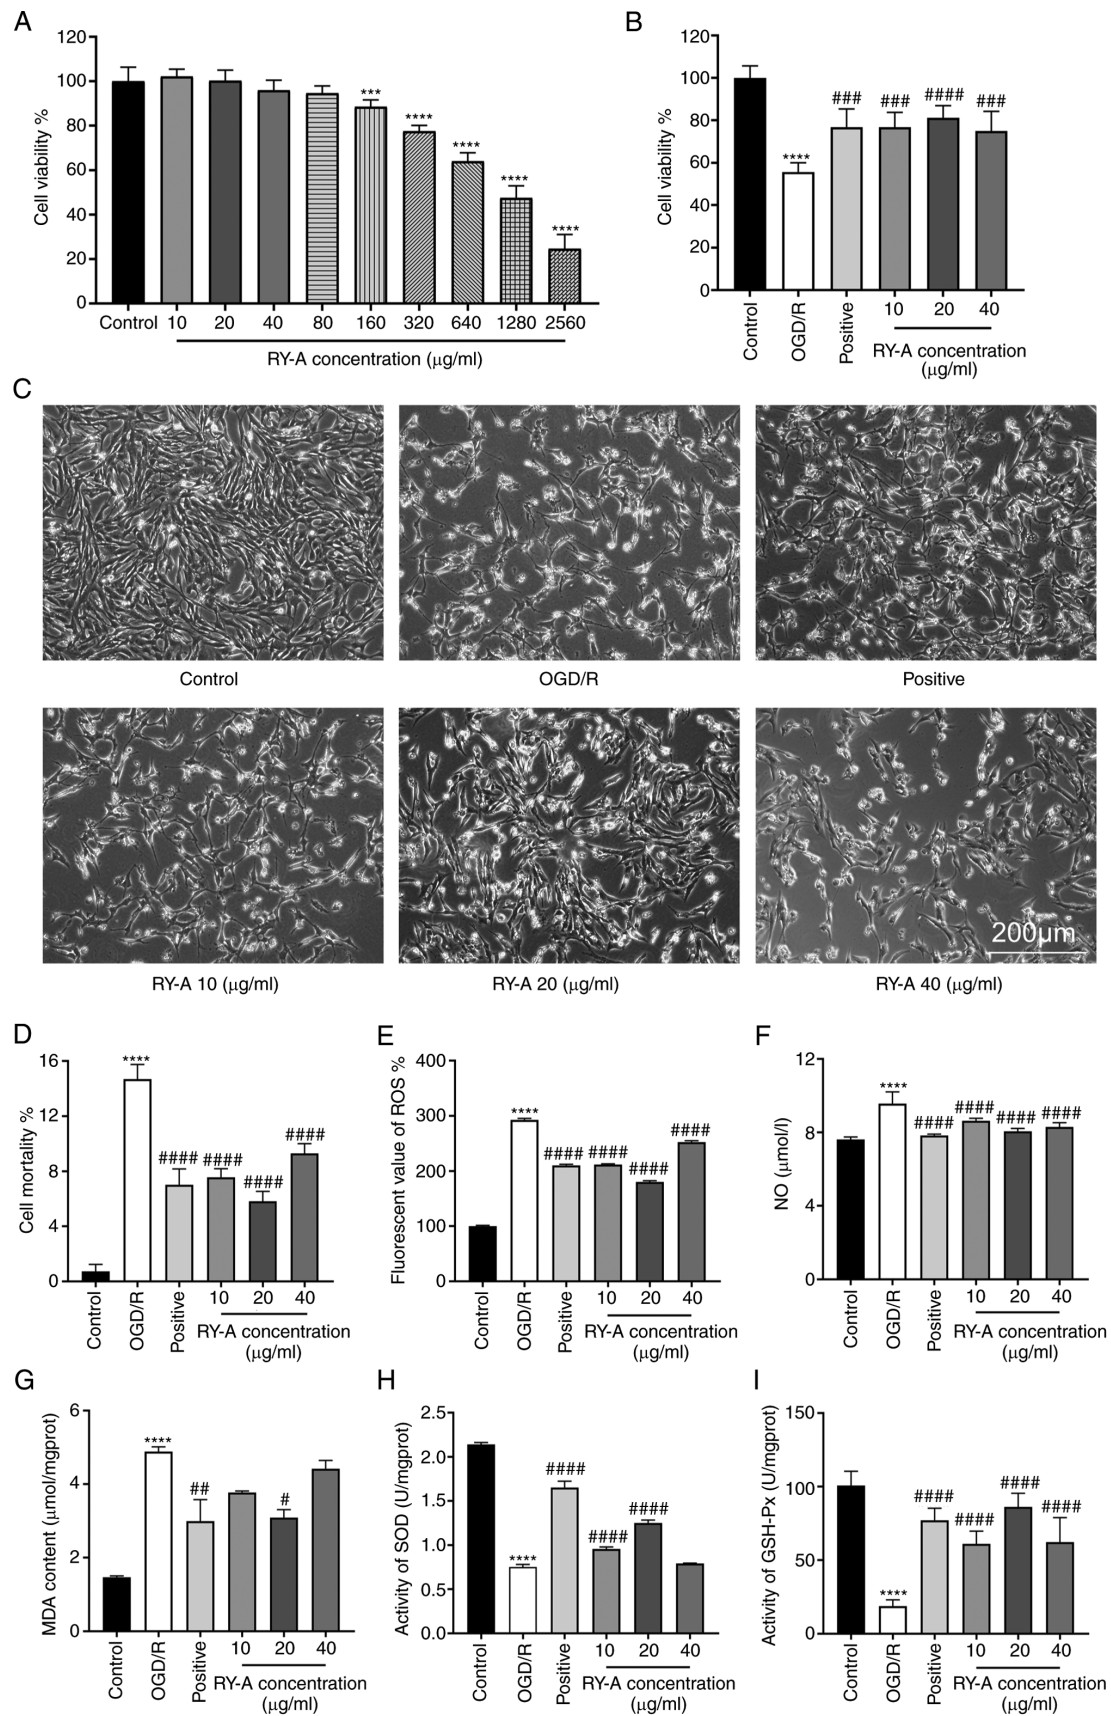 A
Cell viability %
120
100
80
60
40
20
0
***
****
****
****
****
Control 10 20 40 80 160 320 640 1280 2560
RY-A concentration (μg/ml)
B
Cell viability %
120
100
80
60
40
20
0
****
###
###
####
###
Control
OGD/R
Positive
10 20 40
RY-A concentration
(μg/ml)
C
Control
OGD/R
Positive
200μm
RY-A 10 (μg/ml)
RY-A 20 (μg/ml)
RY-A 40 (μg/ml)
D
Cell mortality %
16
12
8
4
0
****
####
####
####
####
Control
OGD/R
Positive
10 20 40
RY-A concentration
(μg/ml)
E
Fluorescent value of ROS %
400
300
200
100
0
****
####
####
####
####
Control
OGD/R
Positive
10 20 40
RY-A concentration
(μg/ml)
F
NO (μmol/l)
12
8
4
0
****
####
####
####
####
Control
OGD/R
Positive
10 20 40
RY-A concentration
(μg/ml)
G
MDA content (μmol/mgprot)
6
4
2
0
****
##
#
Control
OGD/R
Positive
10 20 40
RY-A concentration
(μg/ml)
H
Activity of SOD (U/mgprot)
2.5
2.0
1.5
1.0
0.5
0.0
****
####
####
####
Control
OGD/R
Positive
10 20 40
RY-A concentration
(μg/ml)
I
Activity of GSH-Px (U/mgprot)
150
100
50
0
****
####
####
####
####
Control
OGD/R
Positive
10 20 40
RY-A concentration
(μg/ml)